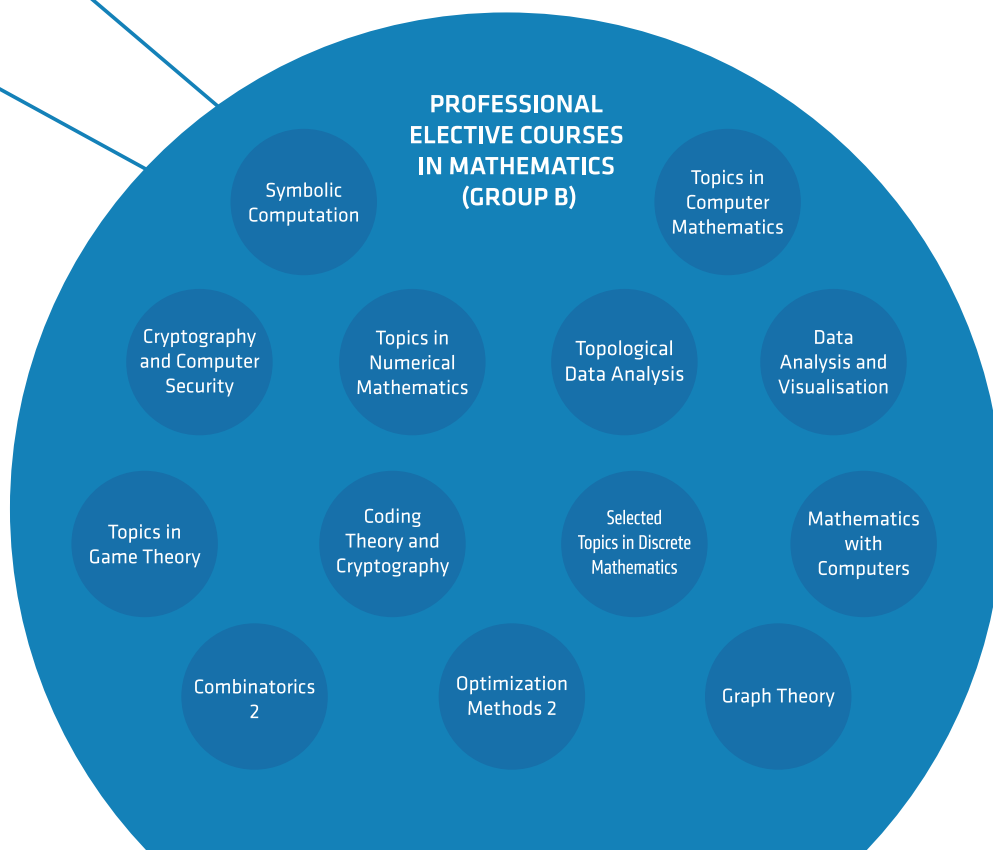 PROFESSIONAL
ELECTIVE COURSES
IN MATHEMATICS
(GROUP B)
Symbolic
Computation
Topics in
Computer
Mathematics
Cryptography
and Computer
Security
Topics in
Numerical
Mathematics
Topological
Data Analysis
Data
Analysis and
Visualisation
Topics in
Game Theory
Coding
Theory and
Cryptography
Selected
Topics in Discrete
Mathematics
Mathematics
with
Computers
Combinatorics
2
Optimization
Methods 2
Graph Theory